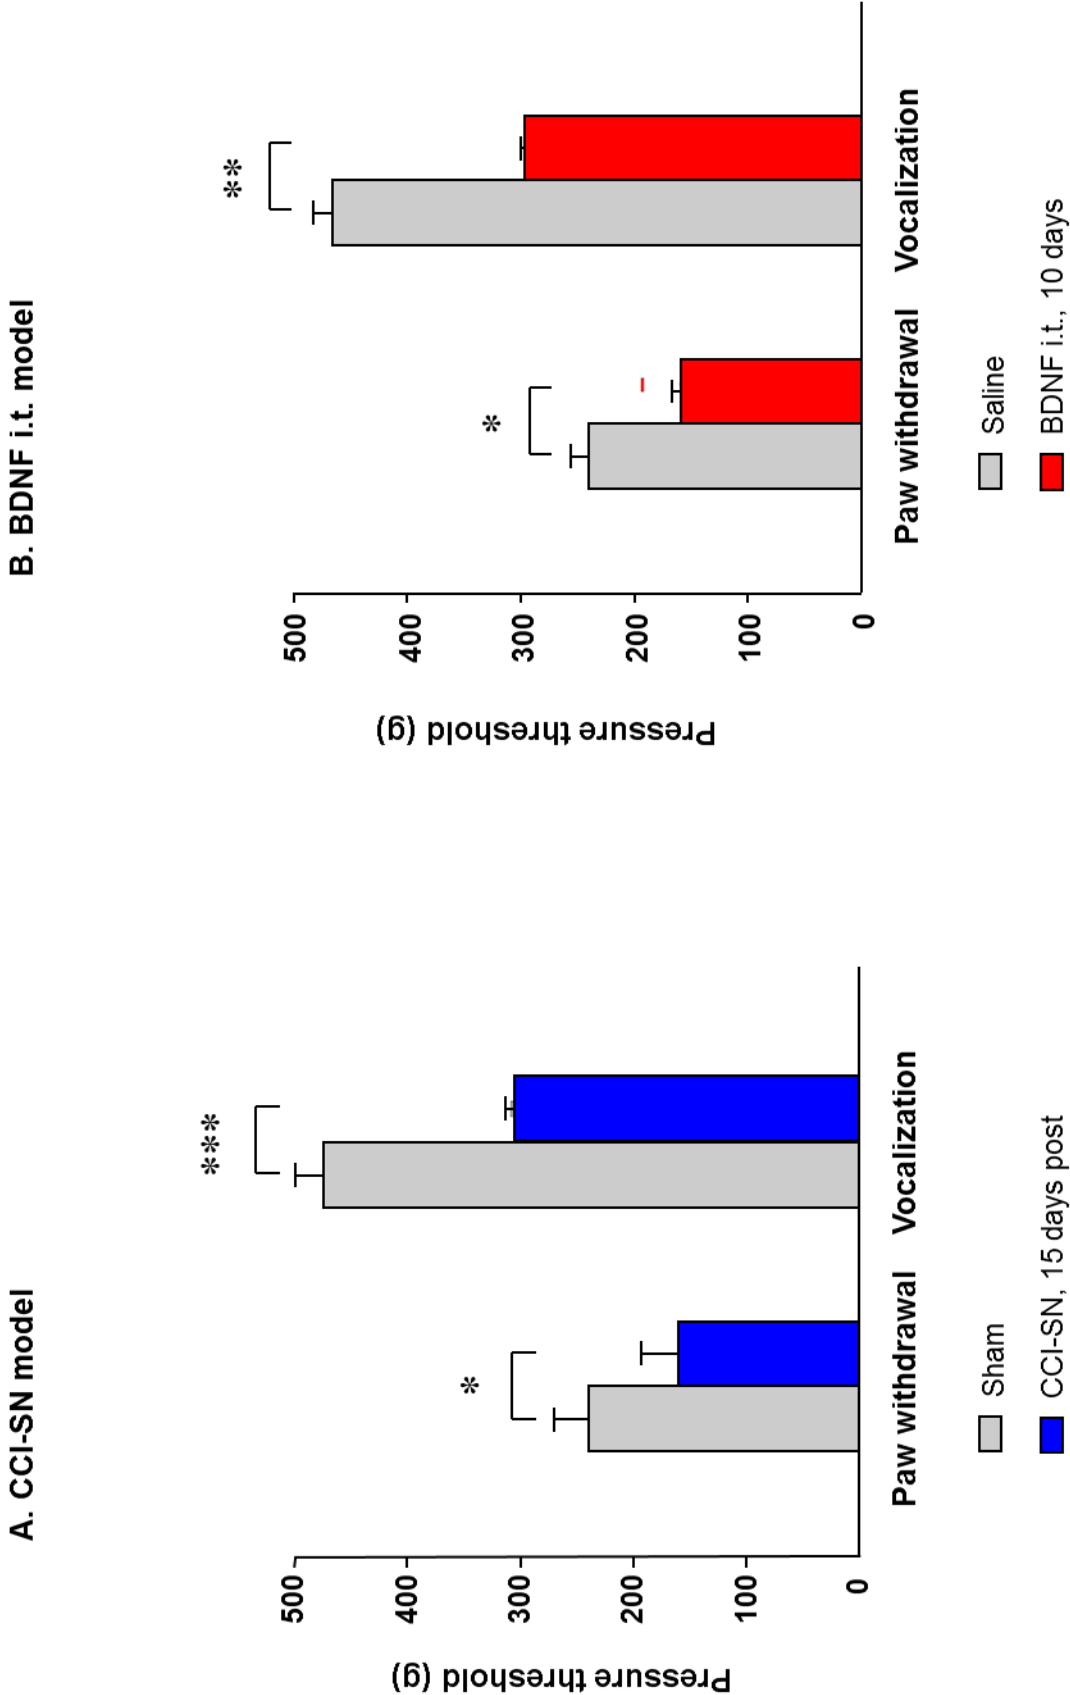 A. CCI-SN model
***
*
Pressure threshold (g)
500
400
300
200
100
0
Paw withdrawal
Vocalization
Sham
CCI-SN, 15 days post
B. BDNF i.t. model
**
*
Pressure threshold (g)
500
400
300
200
100
0
Paw withdrawal
Vocalization
Saline
BDNF i.t., 10 days